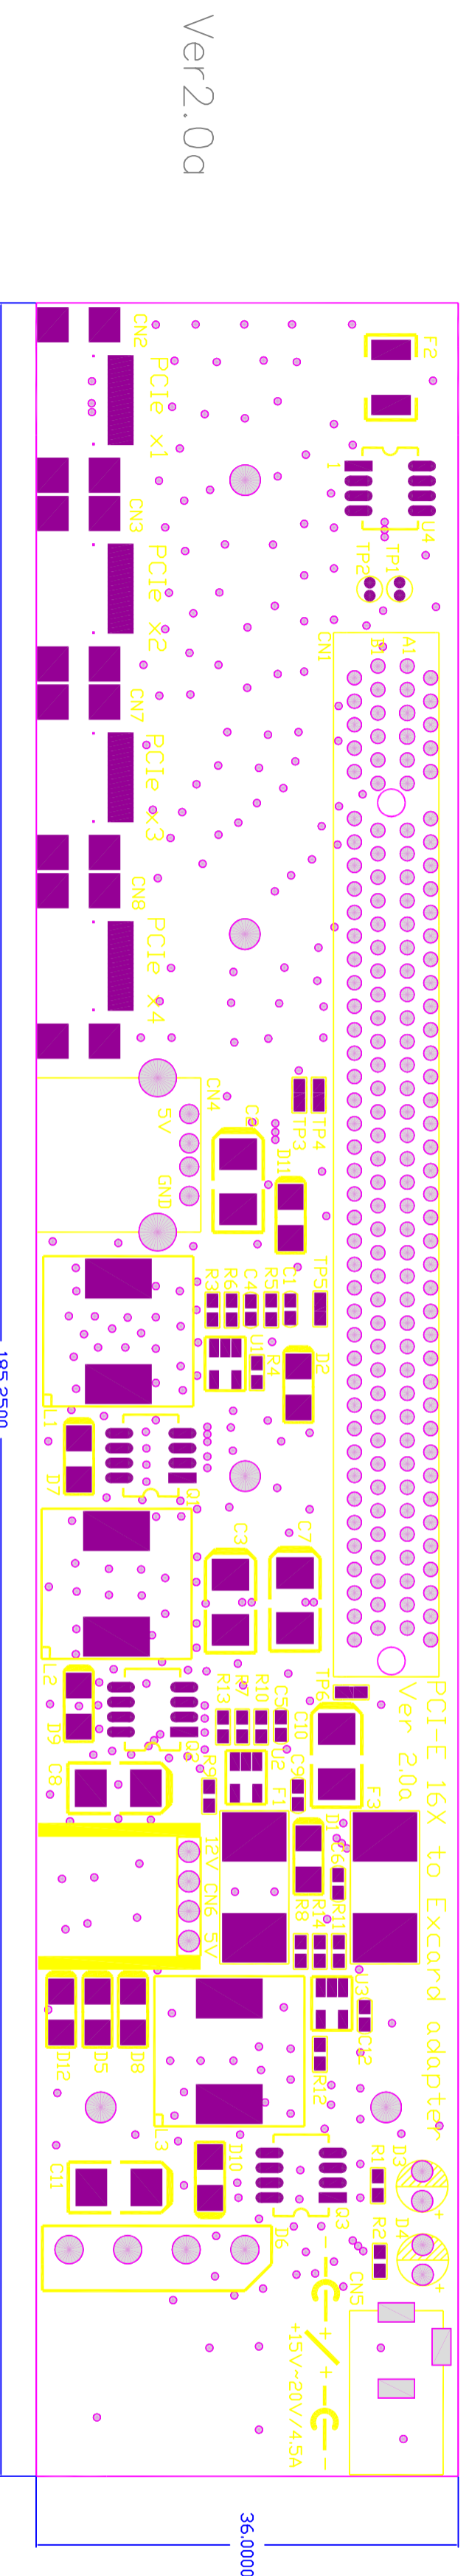 Ver2.0a
F2
CN2
PCIe x1
1
U4
CN3
TP1
TP2
PCIe x2
CN1
A1
B1
CN7
PCIe x3
CN8
PCIe x4
CN4
5V
GND
TP3
TP4
D11
R3
R6
C4
R5
C1
TP5
U1
R4
D2
L1
D7
C3
C7
L2
D9
R13
R7
R10
C5
TP6
C10
PCI-E 16X to Excard adapter
Ver 2.0a
C8
R9
U2
F1
C9
F3
12V
CN6
5V
C6
R8
R14
R11
U3
C12
R12
D12
D5
D8
L3
C11
D10
Q3
R1
D3
R2
D4
+
+
D6
CN5
- + / + -
+15V~20V/4.5A
185.2500
36.0000